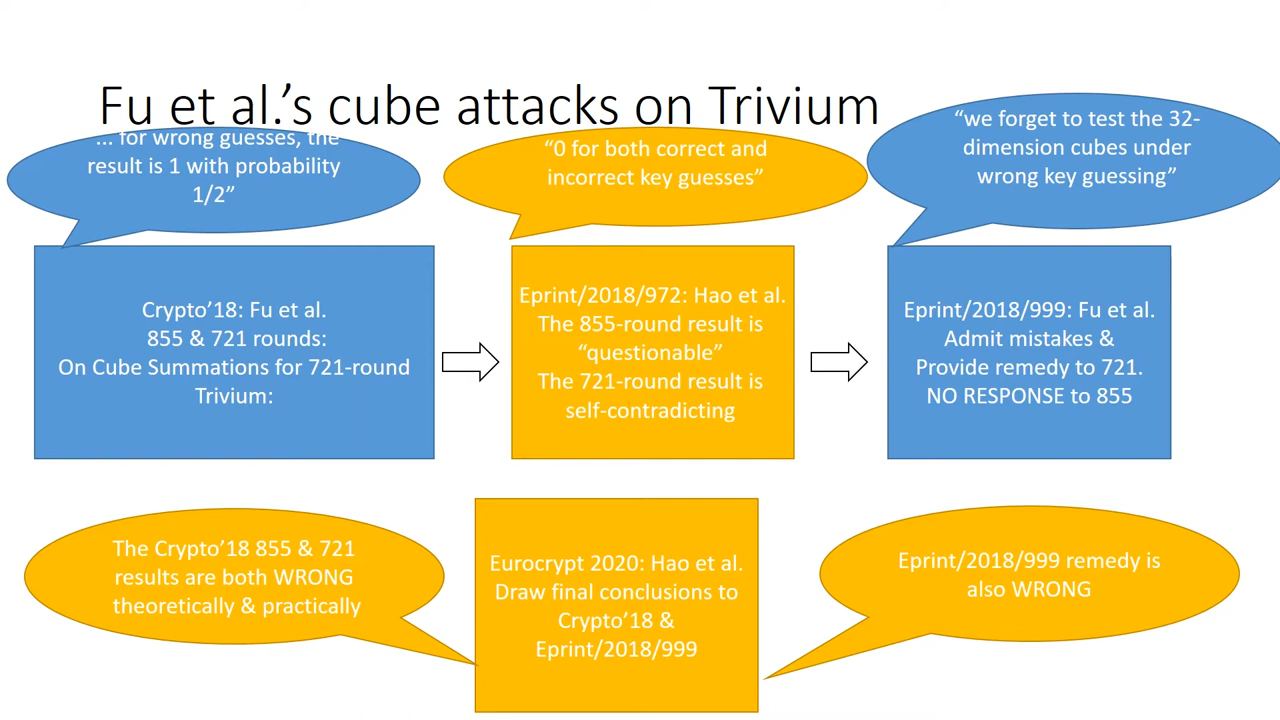 Fu et al.’s cube attacks on Trivium
... for wrong guesses, the
result is 1 with probability
1/2”
“0 for both correct and
incorrect key guesses”
“we forget to test the 32-
dimension cubes under
wrong key guessing”
Crypto’18: Fu et al.
855 & 721 rounds:
On Cube Summations for 721-round
Trivium:
Eprint/2018/972: Hao et al.
The 855-round result is
“questionable”
The 721-round result is
self-contradicting
Eprint/2018/999: Fu et al.
Admit mistakes &
Provide remedy to 721.
NO RESPONSE to 855
The Crypto’18 855 & 721
results are both WRONG
theoretically & practically
Eurocrypt 2020: Hao et al.
Draw final conclusions to
Crypto’18 &
Eprint/2018/999
Eprint/2018/999 remedy is
also WRONG